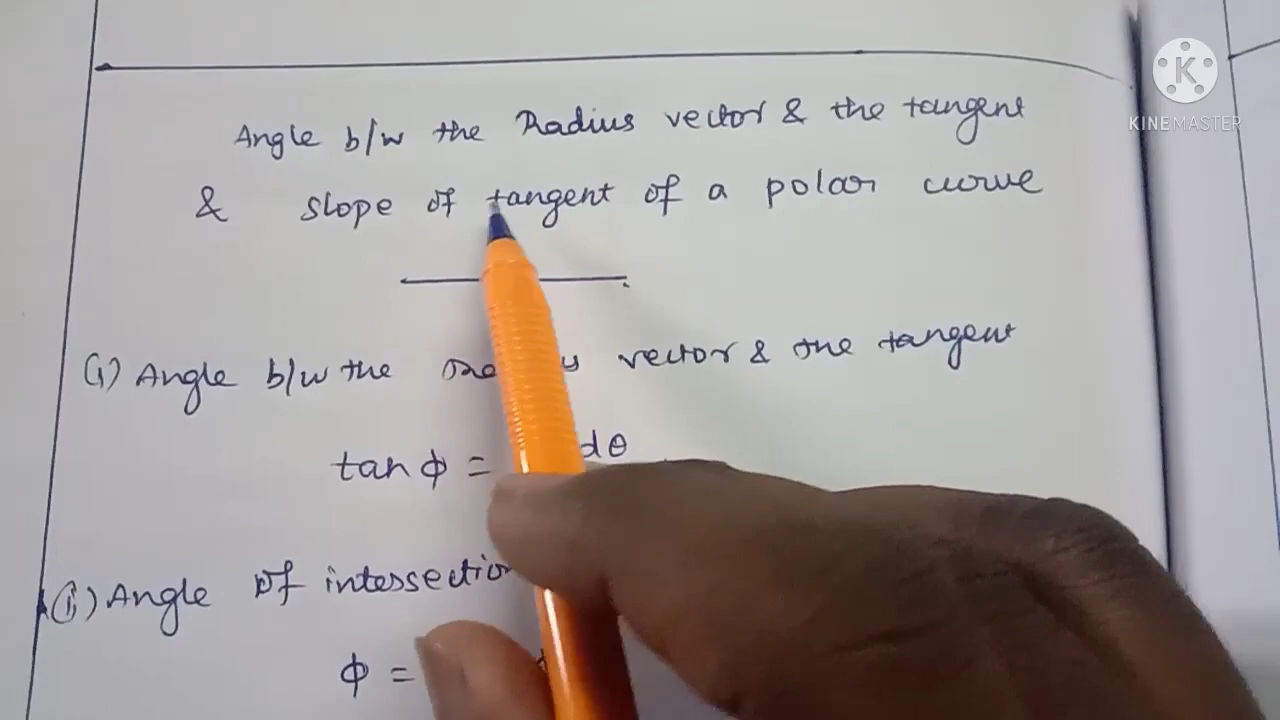 Angle b/w the Radius vector & the tangent
& slope of tangent of a polar curve
(i) Angle b/w the vector & the tangent
tan ϕ = dθ
(ii) Angle of intessection
ϕ =
K
KINEMASTER